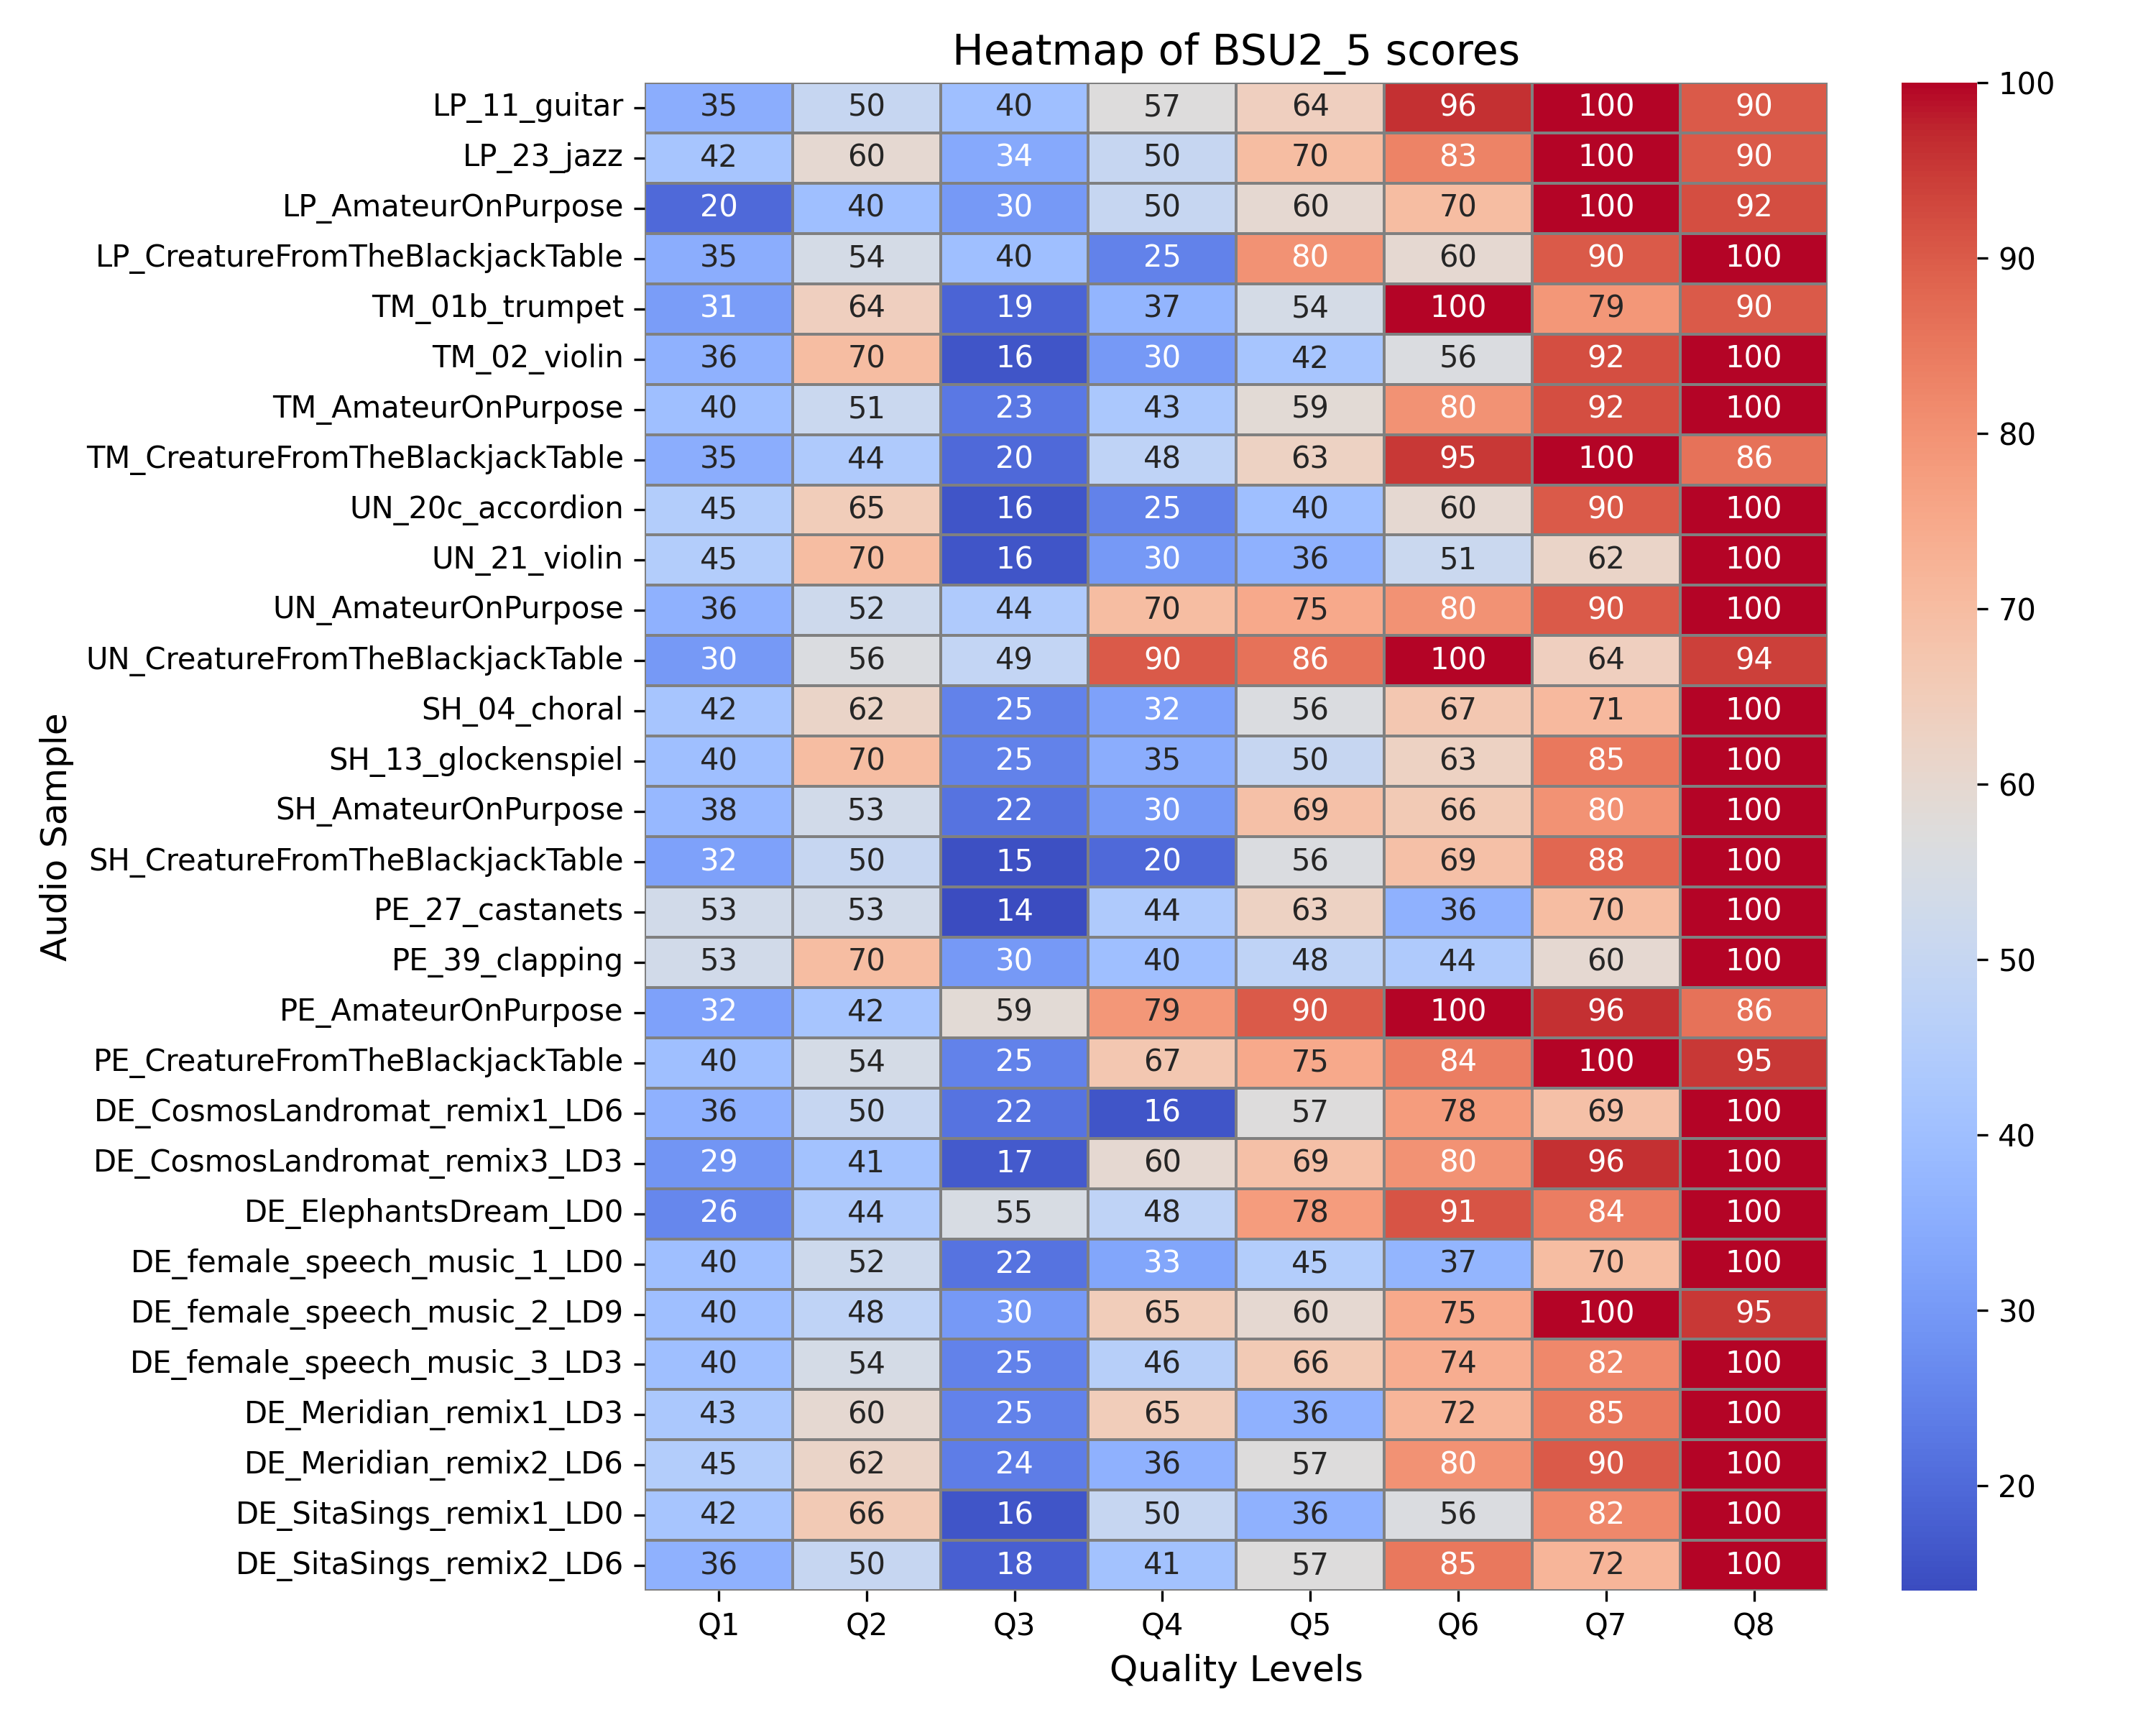 Heatmap of BSU2_5 scores
LP_11_guitar 35 50 40 57 64 96 100 90
LP_23_jazz 42 60 34 50 70 83 100 90
LP_AmateurOnPurpose 20 40 30 50 60 70 100 92
LP_CreatureFromTheBlackjackTable 35 54 40 25 80 60 90 100
TM_01b_trumpet 31 64 19 37 54 100 79 90
TM_02_violin 36 70 16 30 42 56 92 100
TM_AmateurOnPurpose 40 51 23 43 59 80 92 100
TM_CreatureFromTheBlackjackTable 35 44 20 48 63 95 100 86
UN_20c_accordion 45 65 16 25 40 60 90 100
UN_21_violin 45 70 16 30 36 51 62 100
UN_AmateurOnPurpose 36 52 44 70 75 80 90 100
UN_CreatureFromTheBlackjackTable 30 56 49 90 86 100 64 94
SH_04_choral 42 62 25 32 56 67 71 100
SH_13_glockenspiel 40 70 25 35 50 63 85 100
SH_AmateurOnPurpose 38 53 22 30 69 66 80 100
SH_CreatureFromTheBlackjackTable 32 50 15 20 56 69 88 100
PE_27_castanets 53 53 14 44 63 36 70 100
PE_39_clapping 53 70 30 40 48 44 60 100
PE_AmateurOnPurpose 32 42 59 79 90 100 96 86
PE_CreatureFromTheBlackjackTable 40 54 25 67 75 84 100 95
DE_CosmosLandromat_remix1_LD6 36 50 22 16 57 78 69 100
DE_CosmosLandromat_remix3_LD3 29 41 17 60 69 80 96 100
DE_ElephantsDream_LD0 26 44 55 48 78 91 84 100
DE_female_speech_music_1_LD0 40 52 22 33 45 37 70 100
DE_female_speech_music_2_LD9 40 48 30 65 60 75 100 95
DE_female_speech_music_3_LD3 40 54 25 46 66 74 82 100
DE_Meridian_remix1_LD3 43 60 25 65 36 72 85 100
DE_Meridian_remix2_LD6 45 62 24 36 57 80 90 100
DE_SitaSings_remix1_LD0 42 66 16 50 36 56 82 100
DE_SitaSings_remix2_LD6 36 50 18 41 57 85 72 100
Q1 Q2 Q3 Q4 Q5 Q6 Q7 Q8
Quality Levels
Audio Sample
100
90
80
70
60
50
40
30
20